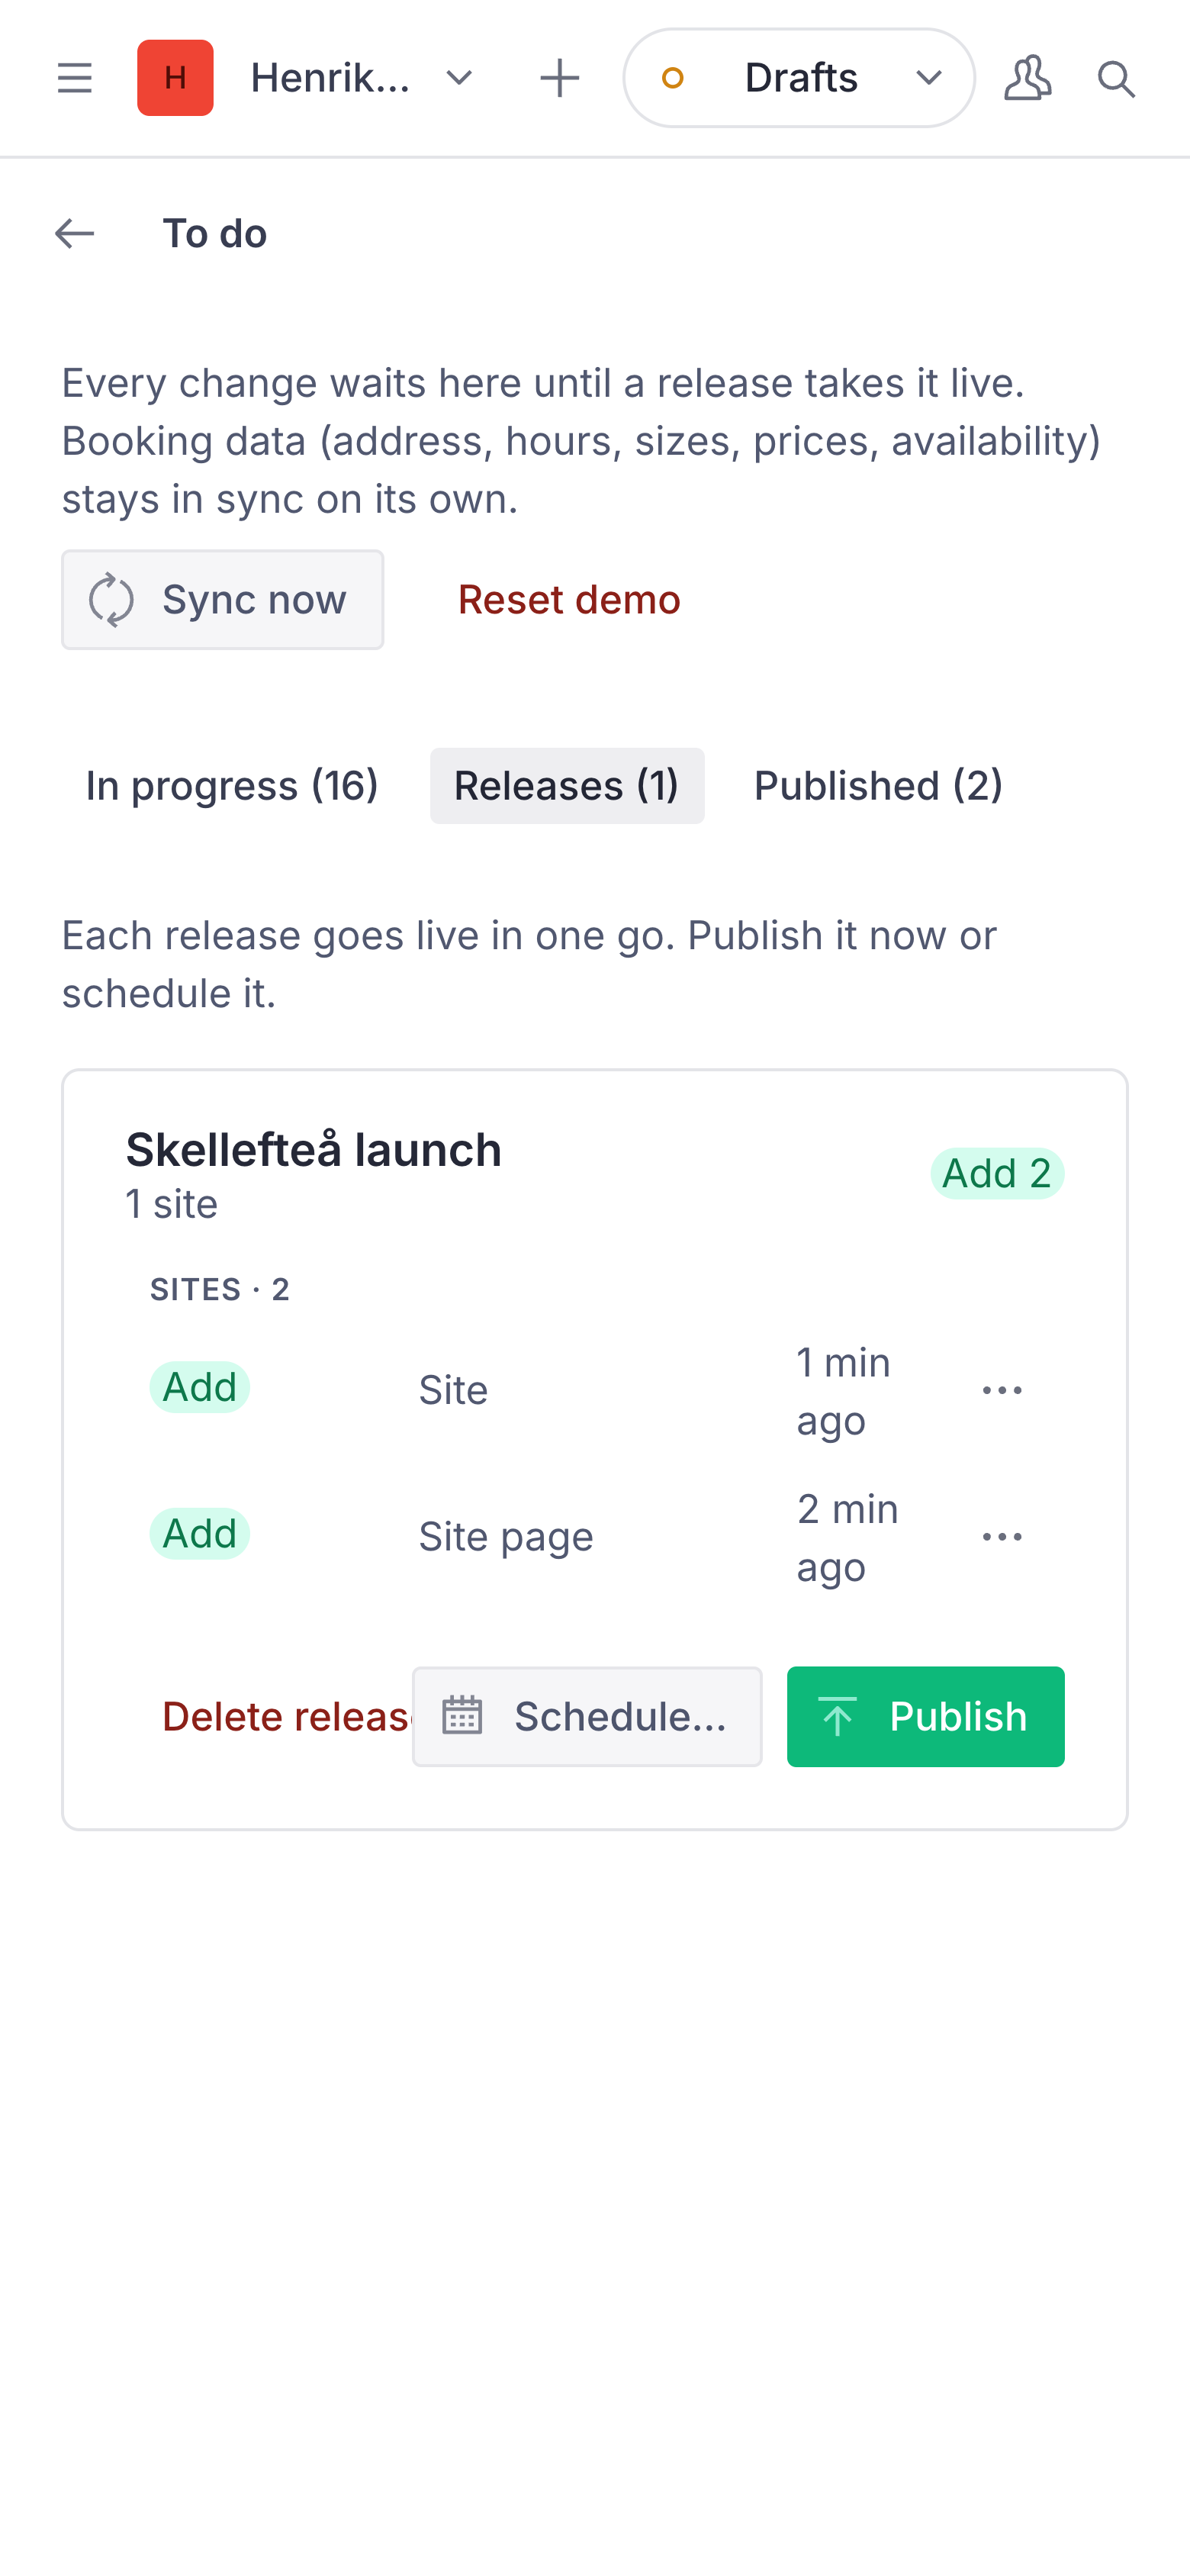 H Henrik... Drafts
To do
Every change waits here until a release takes it live.
Booking data (address, hours, sizes, prices, availability)
stays in sync on its own.
Sync now Reset demo
In progress (16) Releases (1) Published (2)
Each release goes live in one go. Publish it now or
schedule it.
Skellefteå launch
Add 2
1 site
SITES · 2
Add Site 1 min
ago
Add Site page 2 min
ago
Delete releas Schedule... Publish